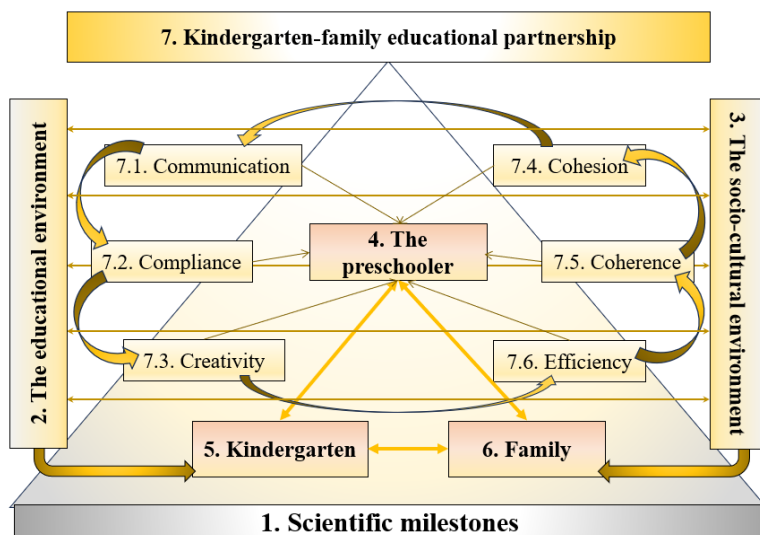 7. Kindergarten-family educational partnership
2. The educational environment
3. The socio-cultural environment
7.1. Communication
7.4. Cohesion
4. The
preschooler
7.2. Compliance
7.5. Coherence
7.3. Creativity
7.6. Efficiency
5. Kindergarten
6. Family
1. Scientific milestones